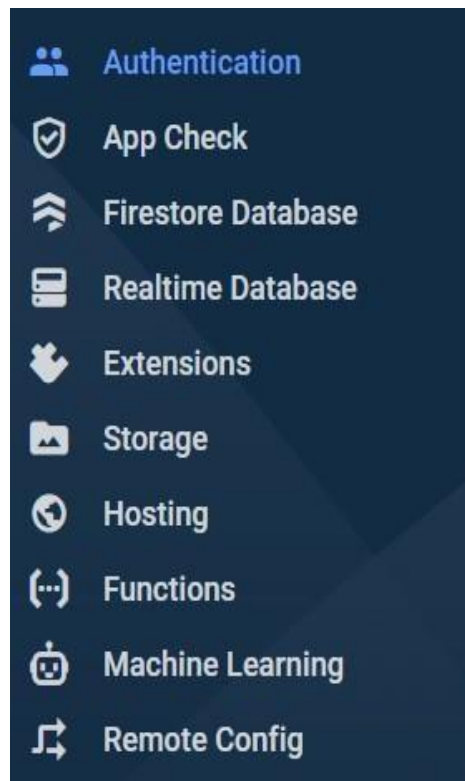 Authentication
App Check
Firestore Database
Realtime Database
Extensions
Storage
Hosting
Functions
Machine Learning
Remote Config